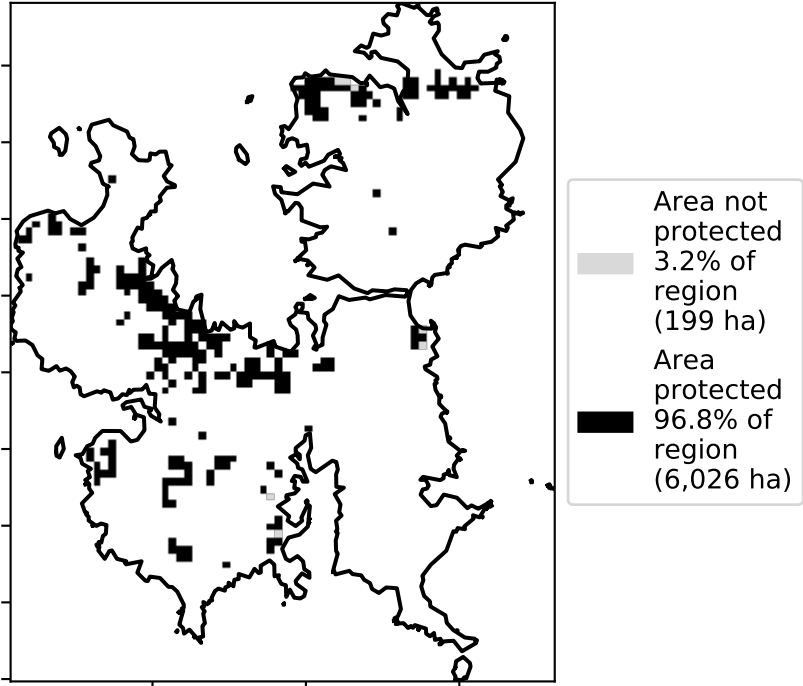 Area not
protected
3.2% of
region
(199 ha)
Area
protected
96.8% of
region
(6,026 ha)